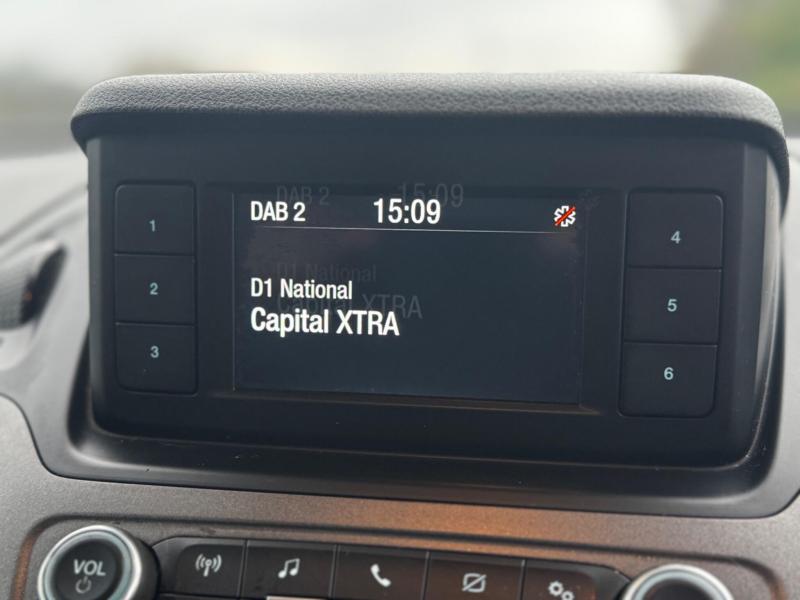 DAB 2 15:09
D1 National
Capital XTRA
1
2
3
4
5
6
VOL